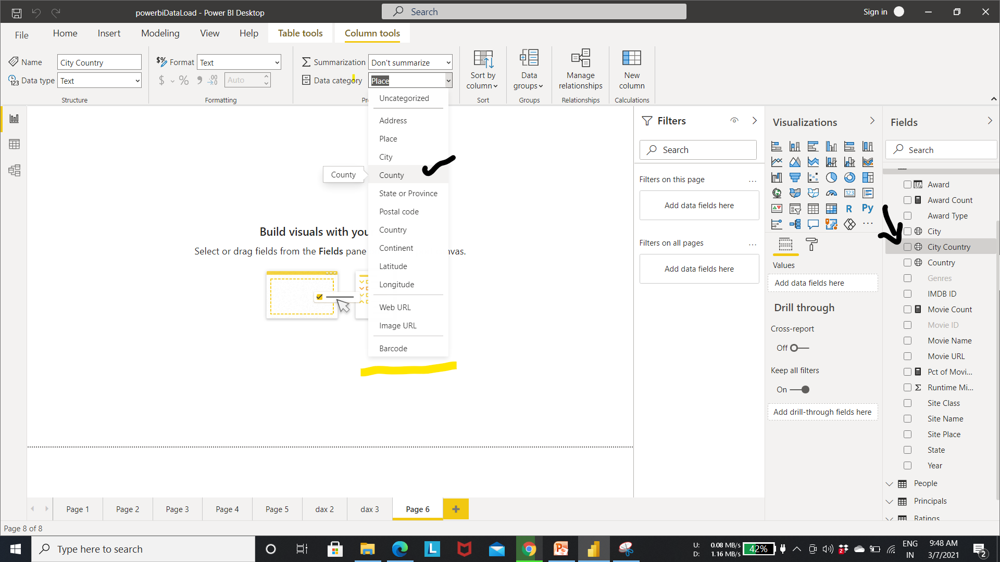 powerbiDataLoad - Power BI Desktop
Search
Sign in
File
Home
Insert
Modeling
View
Help
Table tools
Column tools
Name
City Country
Data type
Text
Structure
Format
Text
Auto
Formatting
Summarization
Don't summarize
Data category
Place
Pr
Sort by
column
Sort
Data
groups
Groups
Manage
relationships
Relationships
New
column
Calculations
Uncategorized
Address
Place
City
County
County
State or Province
Postal code
Country
Continent
Latitude
Longitude
Web URL
Image URL
Barcode
Build visuals with you
Select or drag fields from the Fields pane
nvas.
Filters
Search
Filters on this page
...
Add data fields here
Filters on all pages
...
Add data fields here
Visualizations
123
R
Py
...
Values
Add data fields here
Drill through
Cross-report
Off
Keep all filters
On
Add drill-through fields here
Fields
Search
Award
Award Count
Award Type
City
City Country
Country
Genres
IMDB ID
Movie Count
Movie ID
Movie Name
Movie URL
Pct of Movi...
Runtime Mi...
Site Class
Site Name
Site Place
State
Year
People
Principals
Ratings
Page 1
Page 2
Page 3
Page 4
Page 5
dax 2
dax 3
Page 6
Page 8 of 8
Type here to search
U: 0.08 MB/s
D: 1.16 MB/s
42%
ENG
IN
9:48 AM
3/7/2021
2